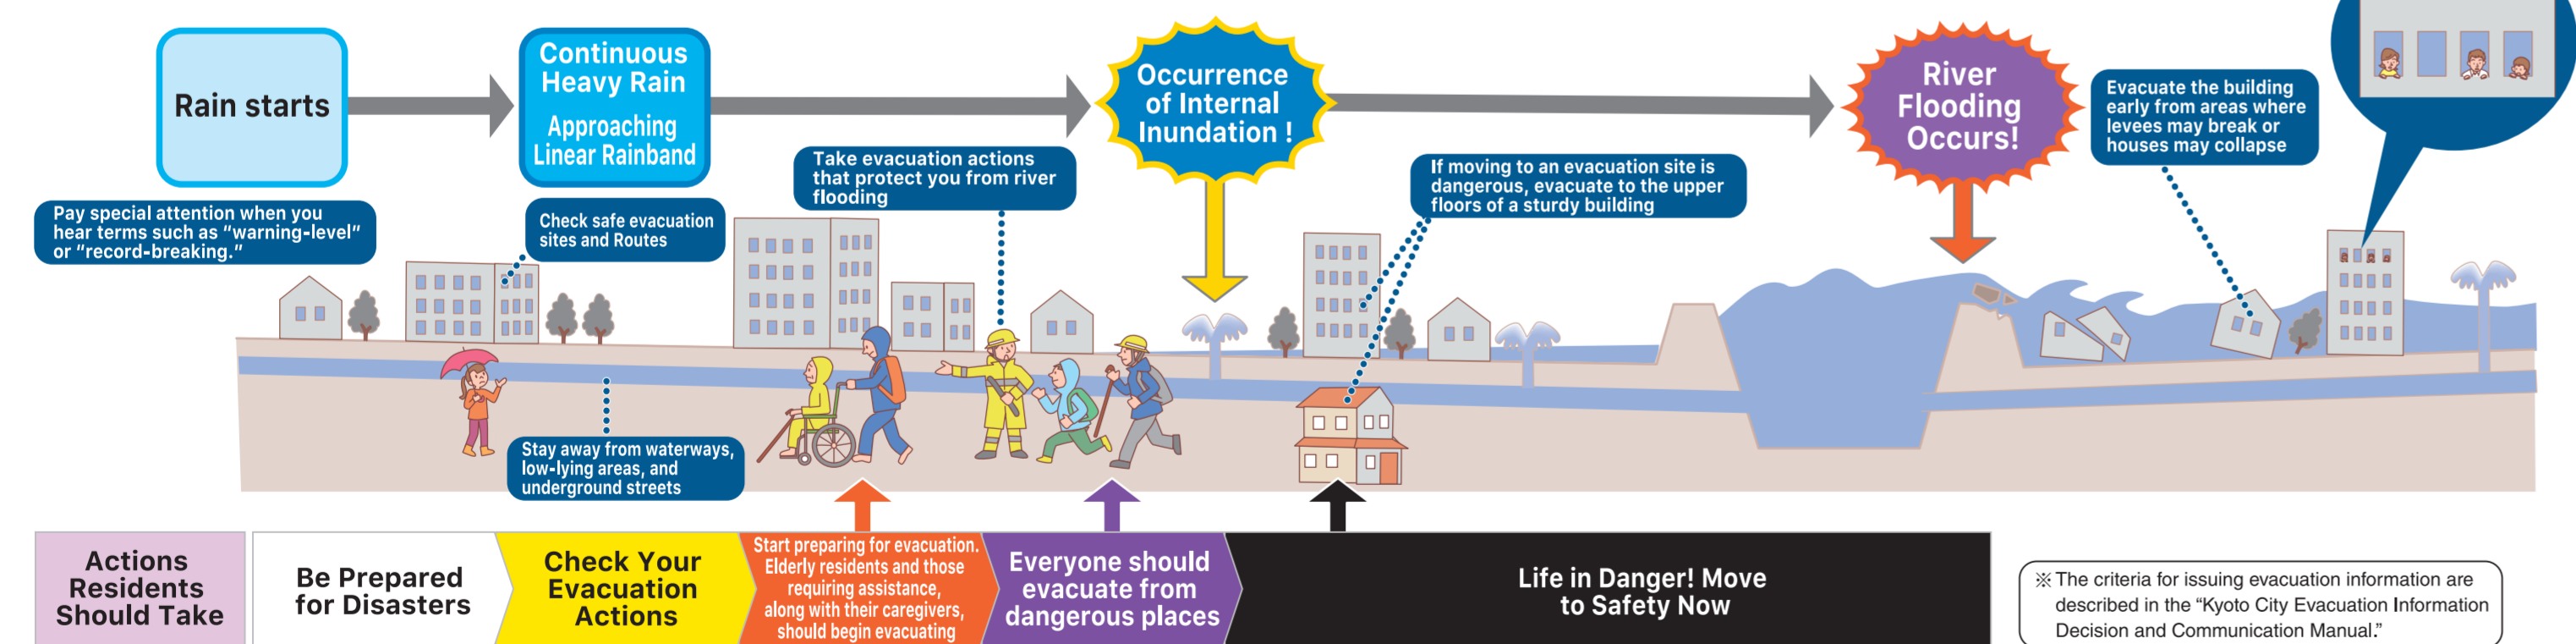 Rain starts
Continuous
Heavy Rain
Approaching
Linear Rainband
Occurrence
of Internal
Inundation !
River
Flooding
Occurs!
Evacuate the building
early from areas where
levees may break or
houses may collapse
Pay special attention when you
hear terms such as “warning-level“
or “record-breaking.”
Check safe evacuation
sites and Routes
Take evacuation actions
that protect you from river
flooding
If moving to an evacuation site is
dangerous, evacuate to the upper
floors of a sturdy building
Stay away from waterways,
low-lying areas, and
underground streets
Actions
Residents
Should Take
Be Prepared
for Disasters
Check Your
Evacuation
Actions
Start preparing for evacuation.
Elderly residents and those
requiring assistance,
along with their caregivers,
should begin evacuating
Everyone should
evacuate from
dangerous places
Life in Danger! Move
to Safety Now
※ The criteria for issuing evacuation information are
described in the “Kyoto City Evacuation Information
Decision and Communication Manual.”